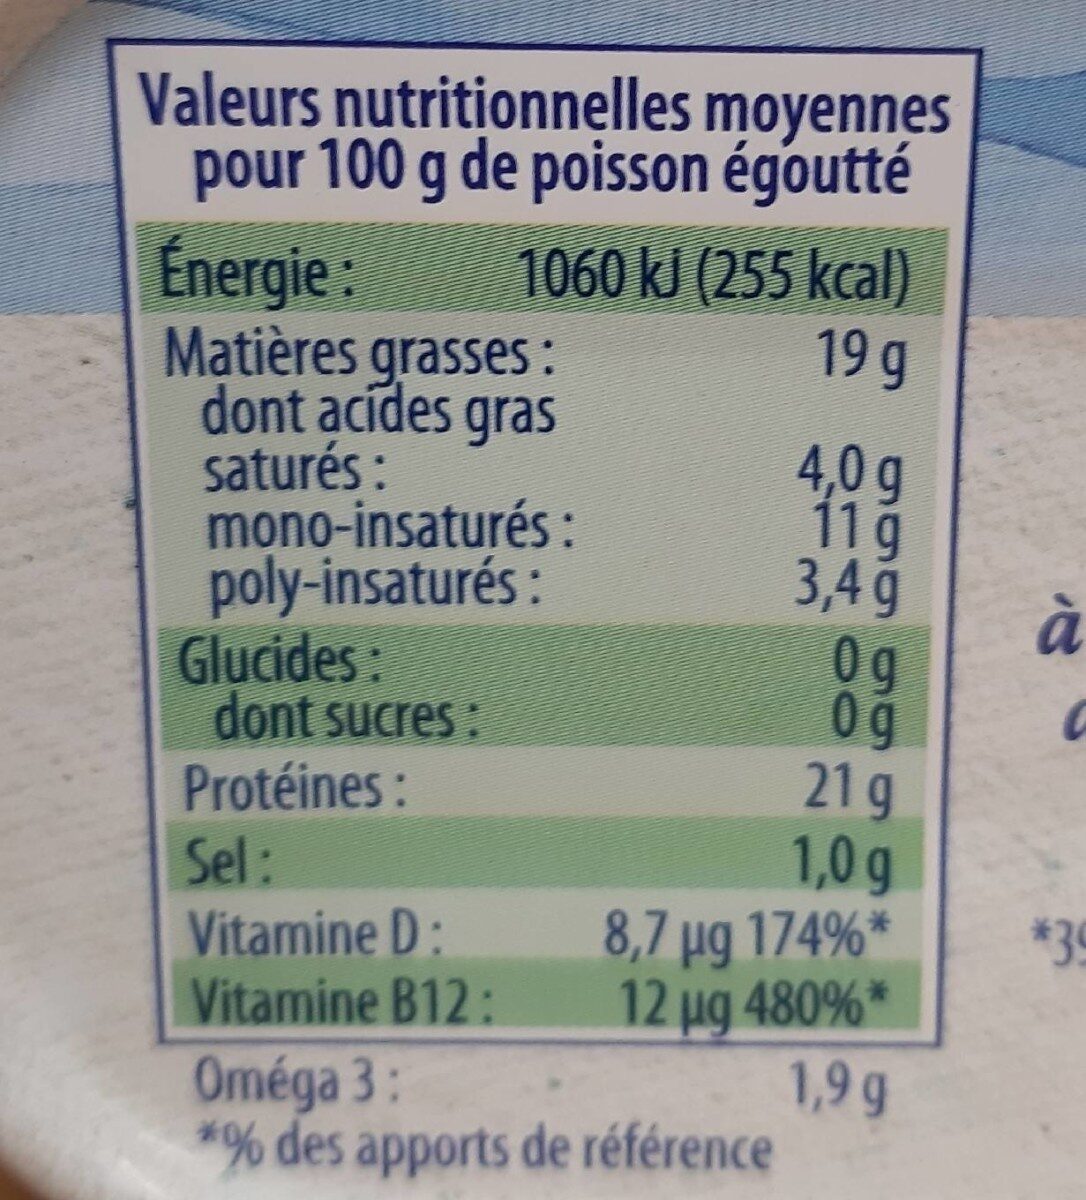 Valeurs nutritionnelles moyennes
pour 100 g de poisson égoutté
Énergie : 1060 kJ (255 kcal)
Matières grasses : 19 g
dont acides gras
saturés : 4,0 g
mono-insaturés : 11 g
poly-insaturés : 3,4 g
Glucides : 0 g
dont sucres : 0 g
Protéines : 21 g
Sel : 1,0 g
Vitamine D : 8,7 µg 174%*
Vitamine B12 : 12 µg 480%*
Oméga 3 : 1,9 g
*% des apports de référence
à